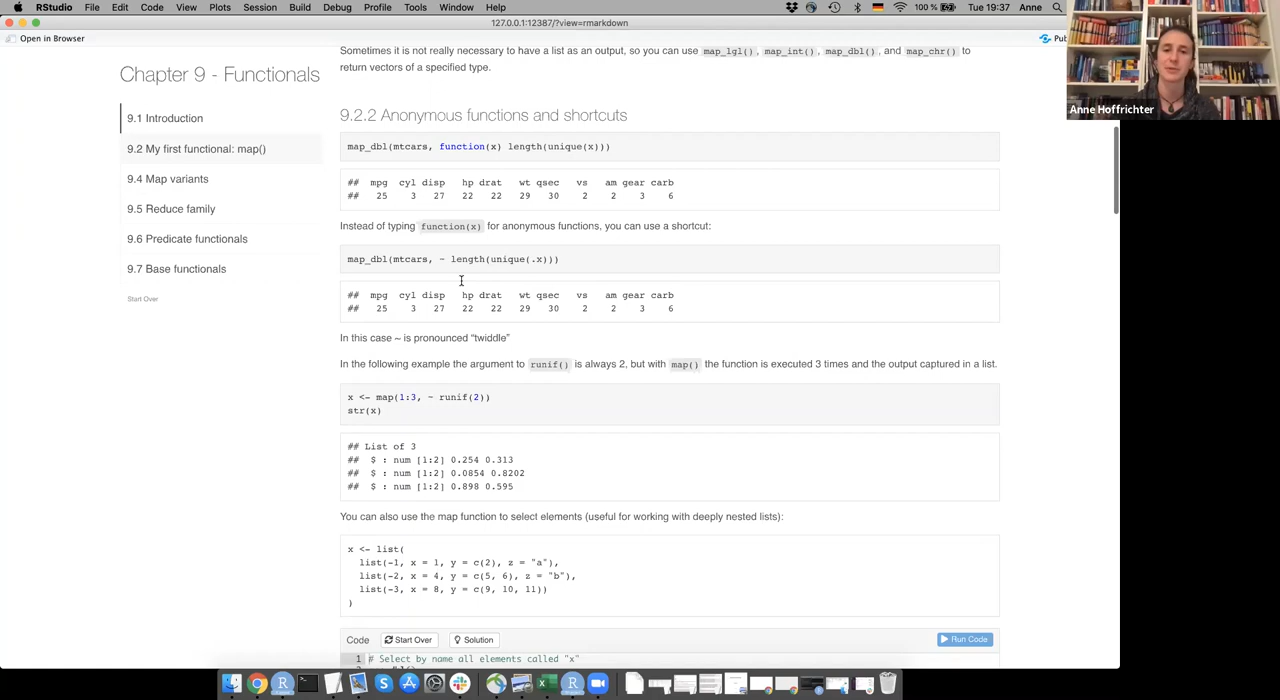 RStudio File Edit Code View Plots Session Build Debug Profile Tools Window Help 100 % Tue 19:37 Anne
127.0.0.1:12387/?view=rmarkdown
Open in Browser
Anne Hoffrichter
Chapter 9 - Functionals
9.1 Introduction
9.2 My first functional: map()
9.4 Map variants
9.5 Reduce family
9.6 Predicate functionals
9.7 Base functionals
Start Over
Sometimes it is not really necessary to have a list as an output, so you can use map_lgl(), map_int(), map_dbl(), and map_chr() to
return vectors of a specified type.
9.2.2 Anonymous functions and shortcuts
map_dbl(mtcars, function(x) length(unique(x)))
## mpg cyl disp hp drat wt qsec vs am gear carb
## 25 3 27 22 22 29 30 2 2 3 6
Instead of typing function(x) for anonymous functions, you can use a shortcut:
map_dbl(mtcars, ~ length(unique(.x)))
## mpg cyl disp hp drat wt qsec vs am gear carb
## 25 3 27 22 22 29 30 2 2 3 6
In this case ~ is pronounced “twiddle”
In the following example the argument to runif() is always 2, but with map() the function is executed 3 times and the output captured in a list.
x <- map(1:3, ~ runif(2))
str(x)
## List of 3
## $ : num [1:2] 0.254 0.313
## $ : num [1:2] 0.0854 0.8202
## $ : num [1:2] 0.898 0.595
You can also use the map function to select elements (useful for working with deeply nested lists):
x <- list(
list(-1, x = 1, y = c(2), z = "a"),
list(-2, x = 4, y = c(5, 6), z = "b"),
list(-3, x = 8, y = c(9, 10, 11))
)
Code Start Over Solution Run Code
1 # Select by name all elements called "x"